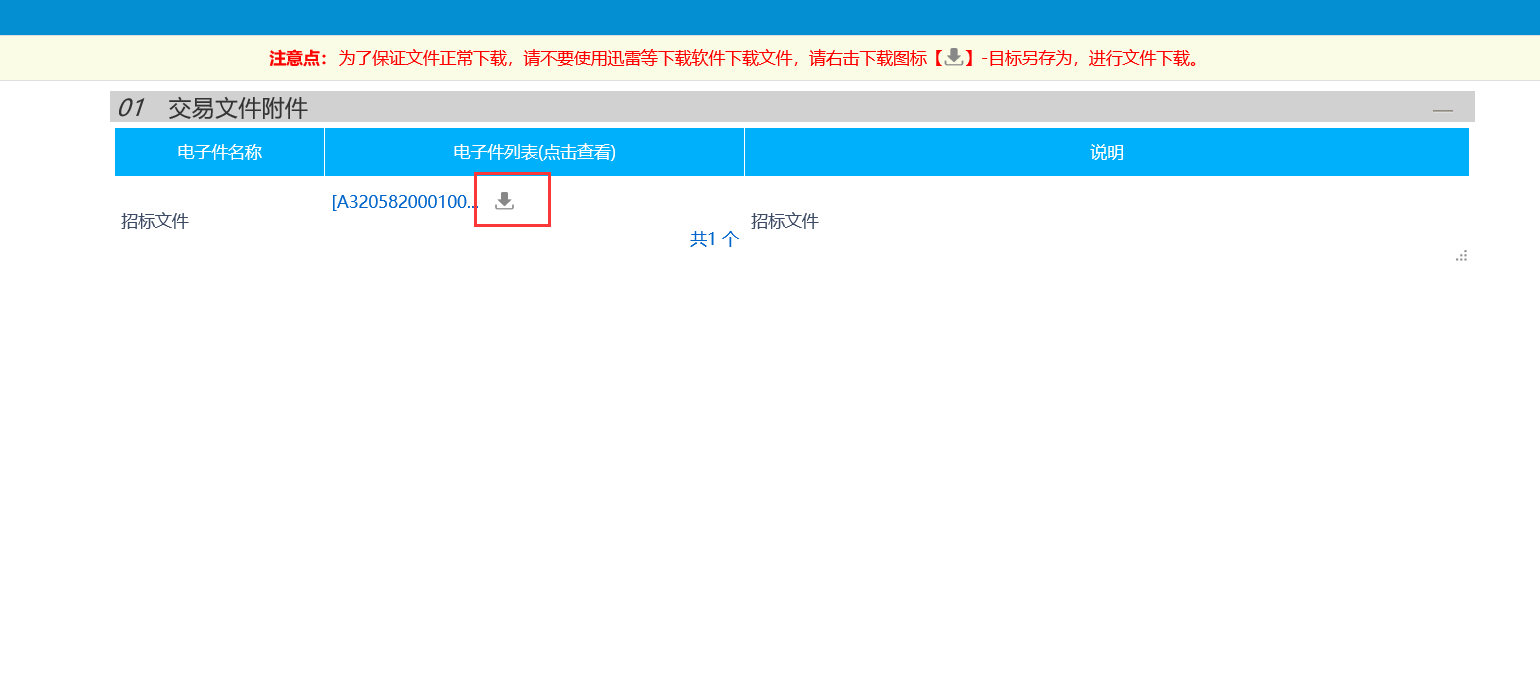 注意点：为了保证文件正常下载，请不要使用迅雷等下载软件下载文件，请右击下载图标【】-目标另存为，进行文件下载。
01 交易文件附件
电子件名称 电子件列表(点击查看) 说明
[A320582000100...
招标文件 招标文件
共1 个